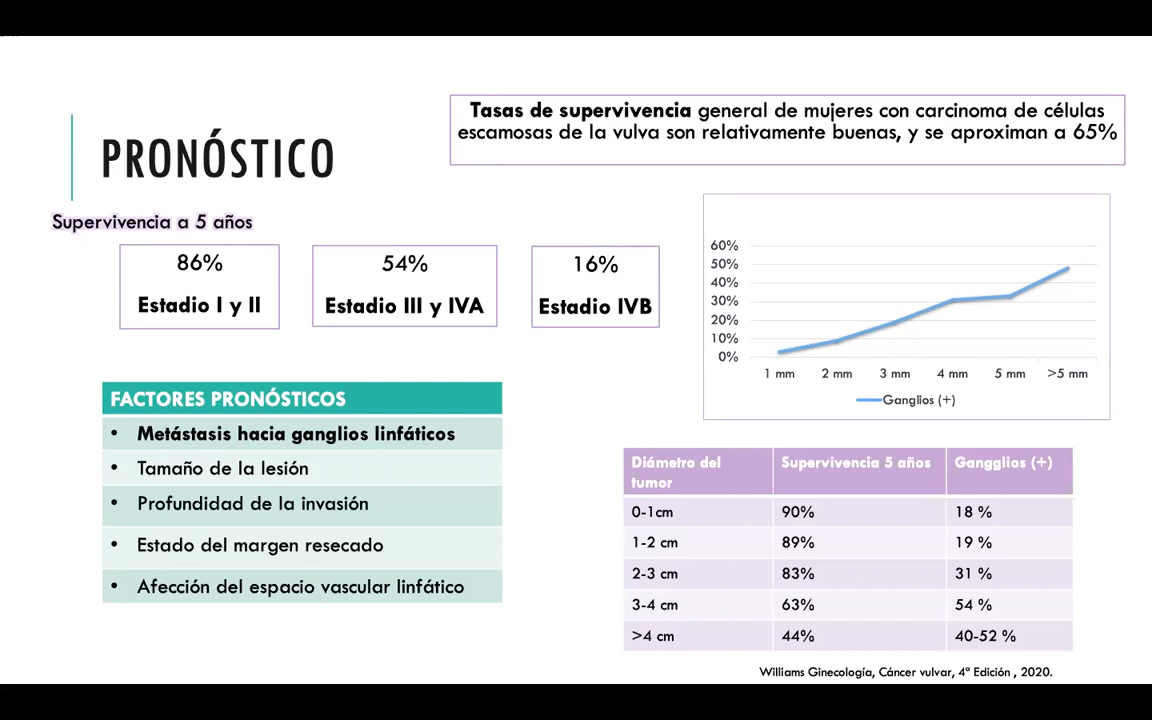 PRONÓSTICO
Tasas de supervivencia general de mujeres con carcinoma de células
escamosas de la vulva son relativamente buenas, y se aproximan a 65%
Supervivencia a 5 años
86%
Estadio I y II
54%
Estadio III y IVA
16%
Estadio IVB
60%
50%
40%
30%
20%
10%
0%
1 mm 2 mm 3 mm 4 mm 5 mm >5 mm
Ganglios (+)
FACTORES PRONÓSTICOS
• Metástasis hacia ganglios linfáticos
• Tamaño de la lesión
• Profundidad de la invasión
• Estado del margen resecado
• Afección del espacio vascular linfático
Diámetro del
tumor
Supervivencia 5 años
Gangglios (+)
0-1cm 90% 18 %
1-2 cm 89% 19 %
2-3 cm 83% 31 %
3-4 cm 63% 54 %
>4 cm 44% 40-52 %
Williams Ginecología, Cáncer vulvar, 4ª Edición , 2020.